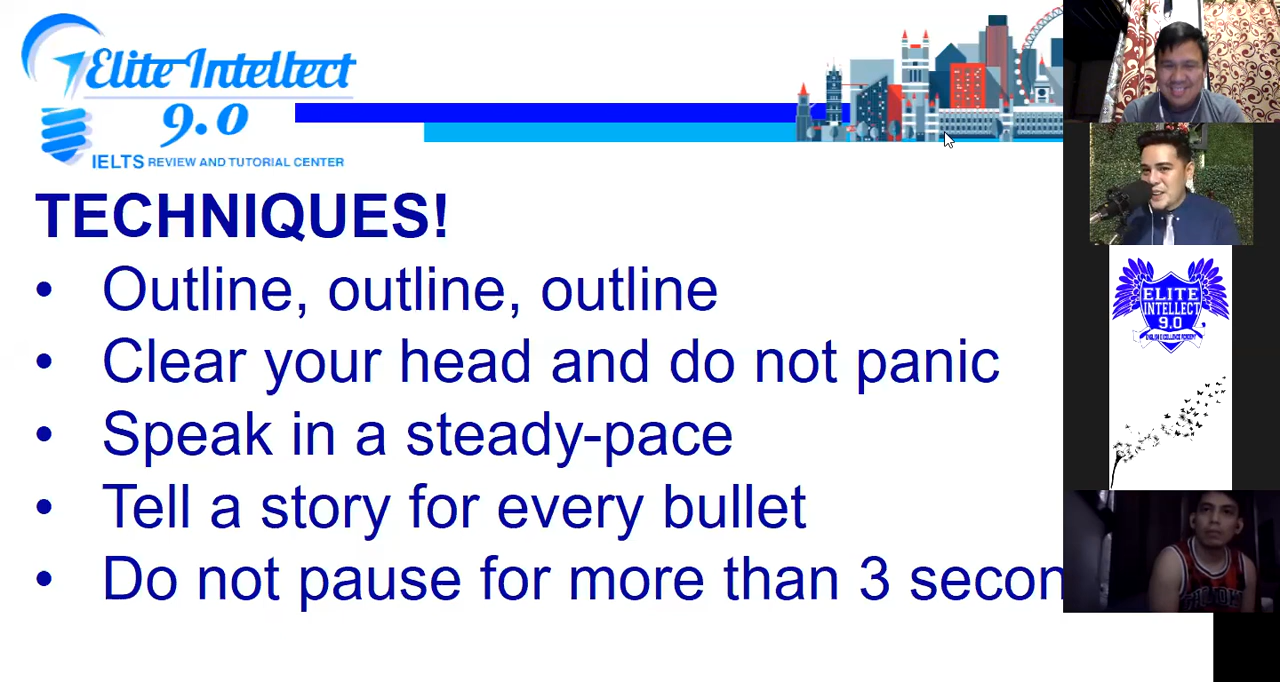 Elite Intellect
9.0
IELTS REVIEW AND TUTORIAL CENTER
TECHNIQUES!
• Outline, outline, outline
• Clear your head and do not panic
• Speak in a steady-pace
• Tell a story for every bullet
• Do not pause for more than 3 secon
ELITE
INTELLECT
9.0